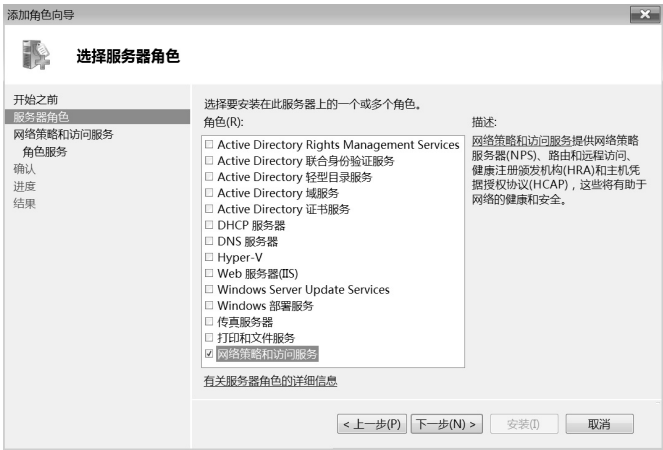 添加角色向导
选择服务器角色
开始之前
服务器角色
网络策略和访问服务
角色服务
确认
进度
结果
选择要安装在此服务器上的一个或多个角色。
角色(R):
Active Directory Rights Management Services
Active Directory 联合身份验证服务
Active Directory 轻型目录服务
Active Directory 域服务
Active Directory 证书服务
DHCP 服务器
DNS 服务器
Hyper-V
Web 服务器(IIS)
Windows Server Update Services
Windows 部署服务
传真服务器
打印和文件服务
网络策略和访问服务
有关服务器角色的详细信息
描述:
网络策略和访问服务提供网络策略
服务器(NPS)、路由和远程访问、
健康注册颁发机构(HRA)和主机凭
据授权协议(HCAP)，这些将有助于
网络的健康和安全。
< 上一步(P)
下一步(N) >
安装(I)
取消